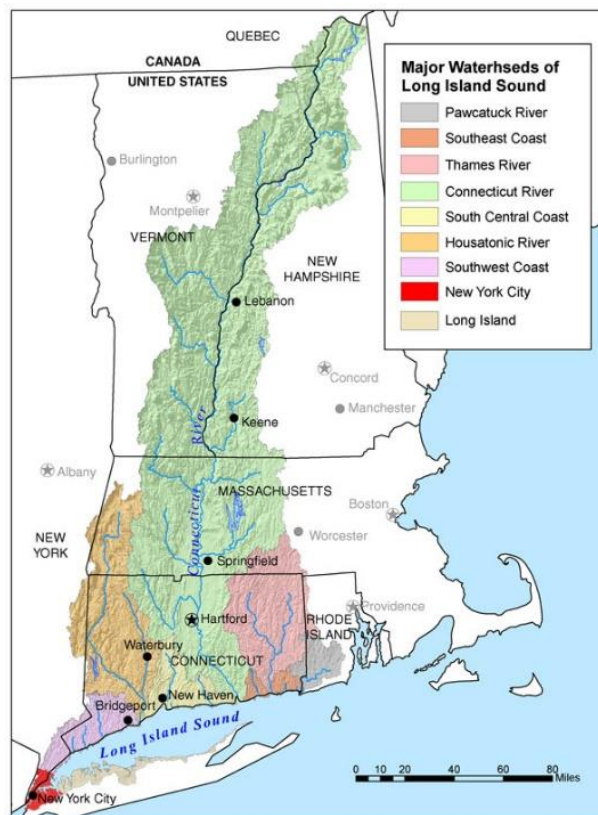 QUEBEC
CANADA
UNITED STATES
Major Waterhseds of
Long Island Sound
Pawcatuck River
Southeast Coast
Thames River
Connecticut River
South Central Coast
Housatonic River
Southwest Coast
New York City
Long Island
Burlington
Montpelier
VERMONT
NEW
HAMPSHIRE
Lebanon
Concord
Manchester
Keene
River
Connecticut
Albany
MASSACHUSETTS
Boston
NEW
YORK
Worcester
Springfield
Providence
RHODE
ISLAND
Hartford
Waterbury
CONNECTICUT
New Haven
Bridgeport
Long Island Sound
New York City
0 10 20 40 60 80
Miles